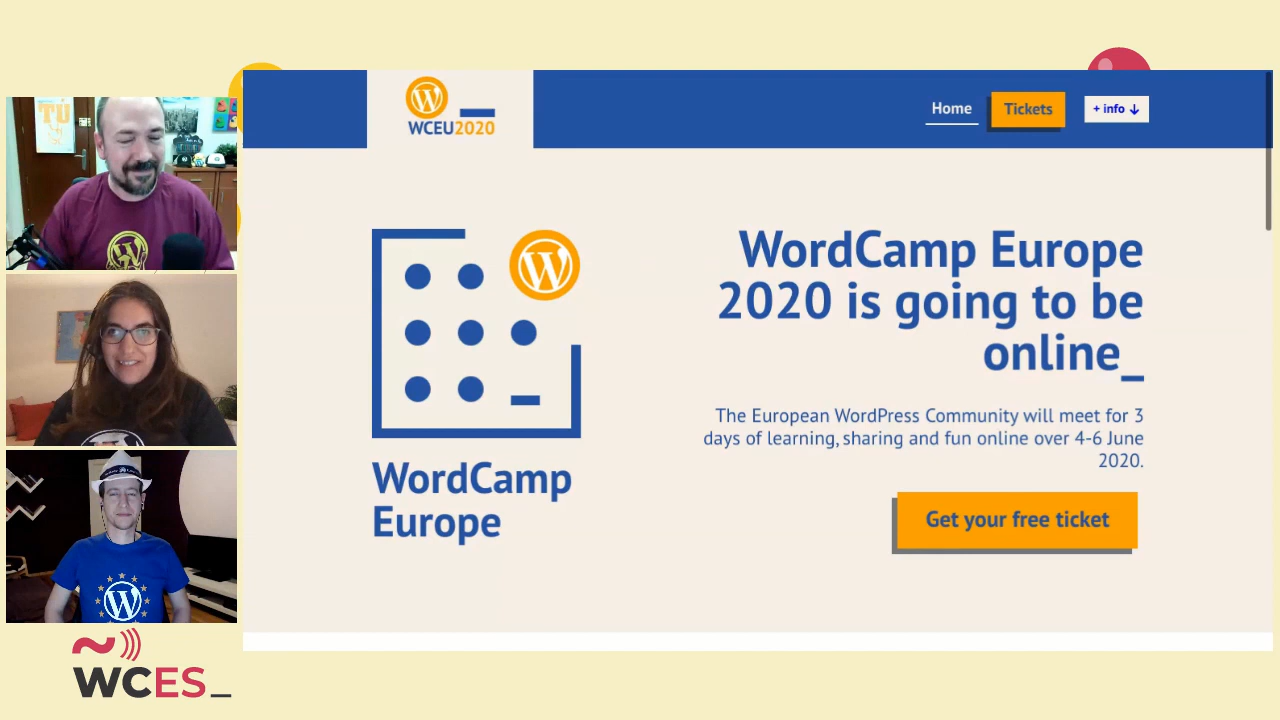 TÚ
WCEU2020
Home
Tickets
+ info ↓
WordCamp Europe
2020 is going to be
online_
The European WordPress Community will meet for 3
days of learning, sharing and fun online over 4-6 June
2020.
Get your free ticket
WordCamp
Europe
WCES_